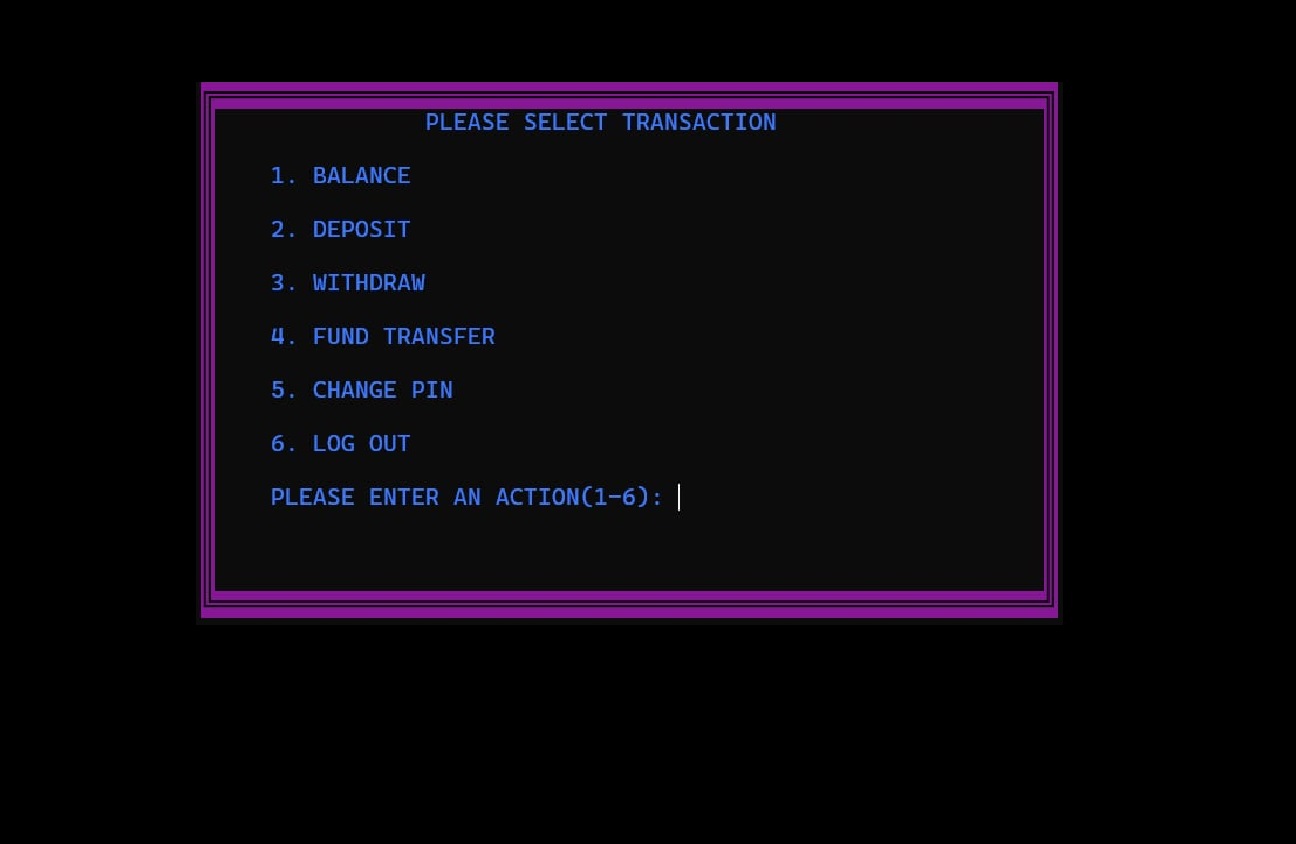 PLEASE SELECT TRANSACTION
1. BALANCE
2. DEPOSIT
3. WITHDRAW
4. FUND TRANSFER
5. CHANGE PIN
6. LOG OUT
PLEASE ENTER AN ACTION(1-6):